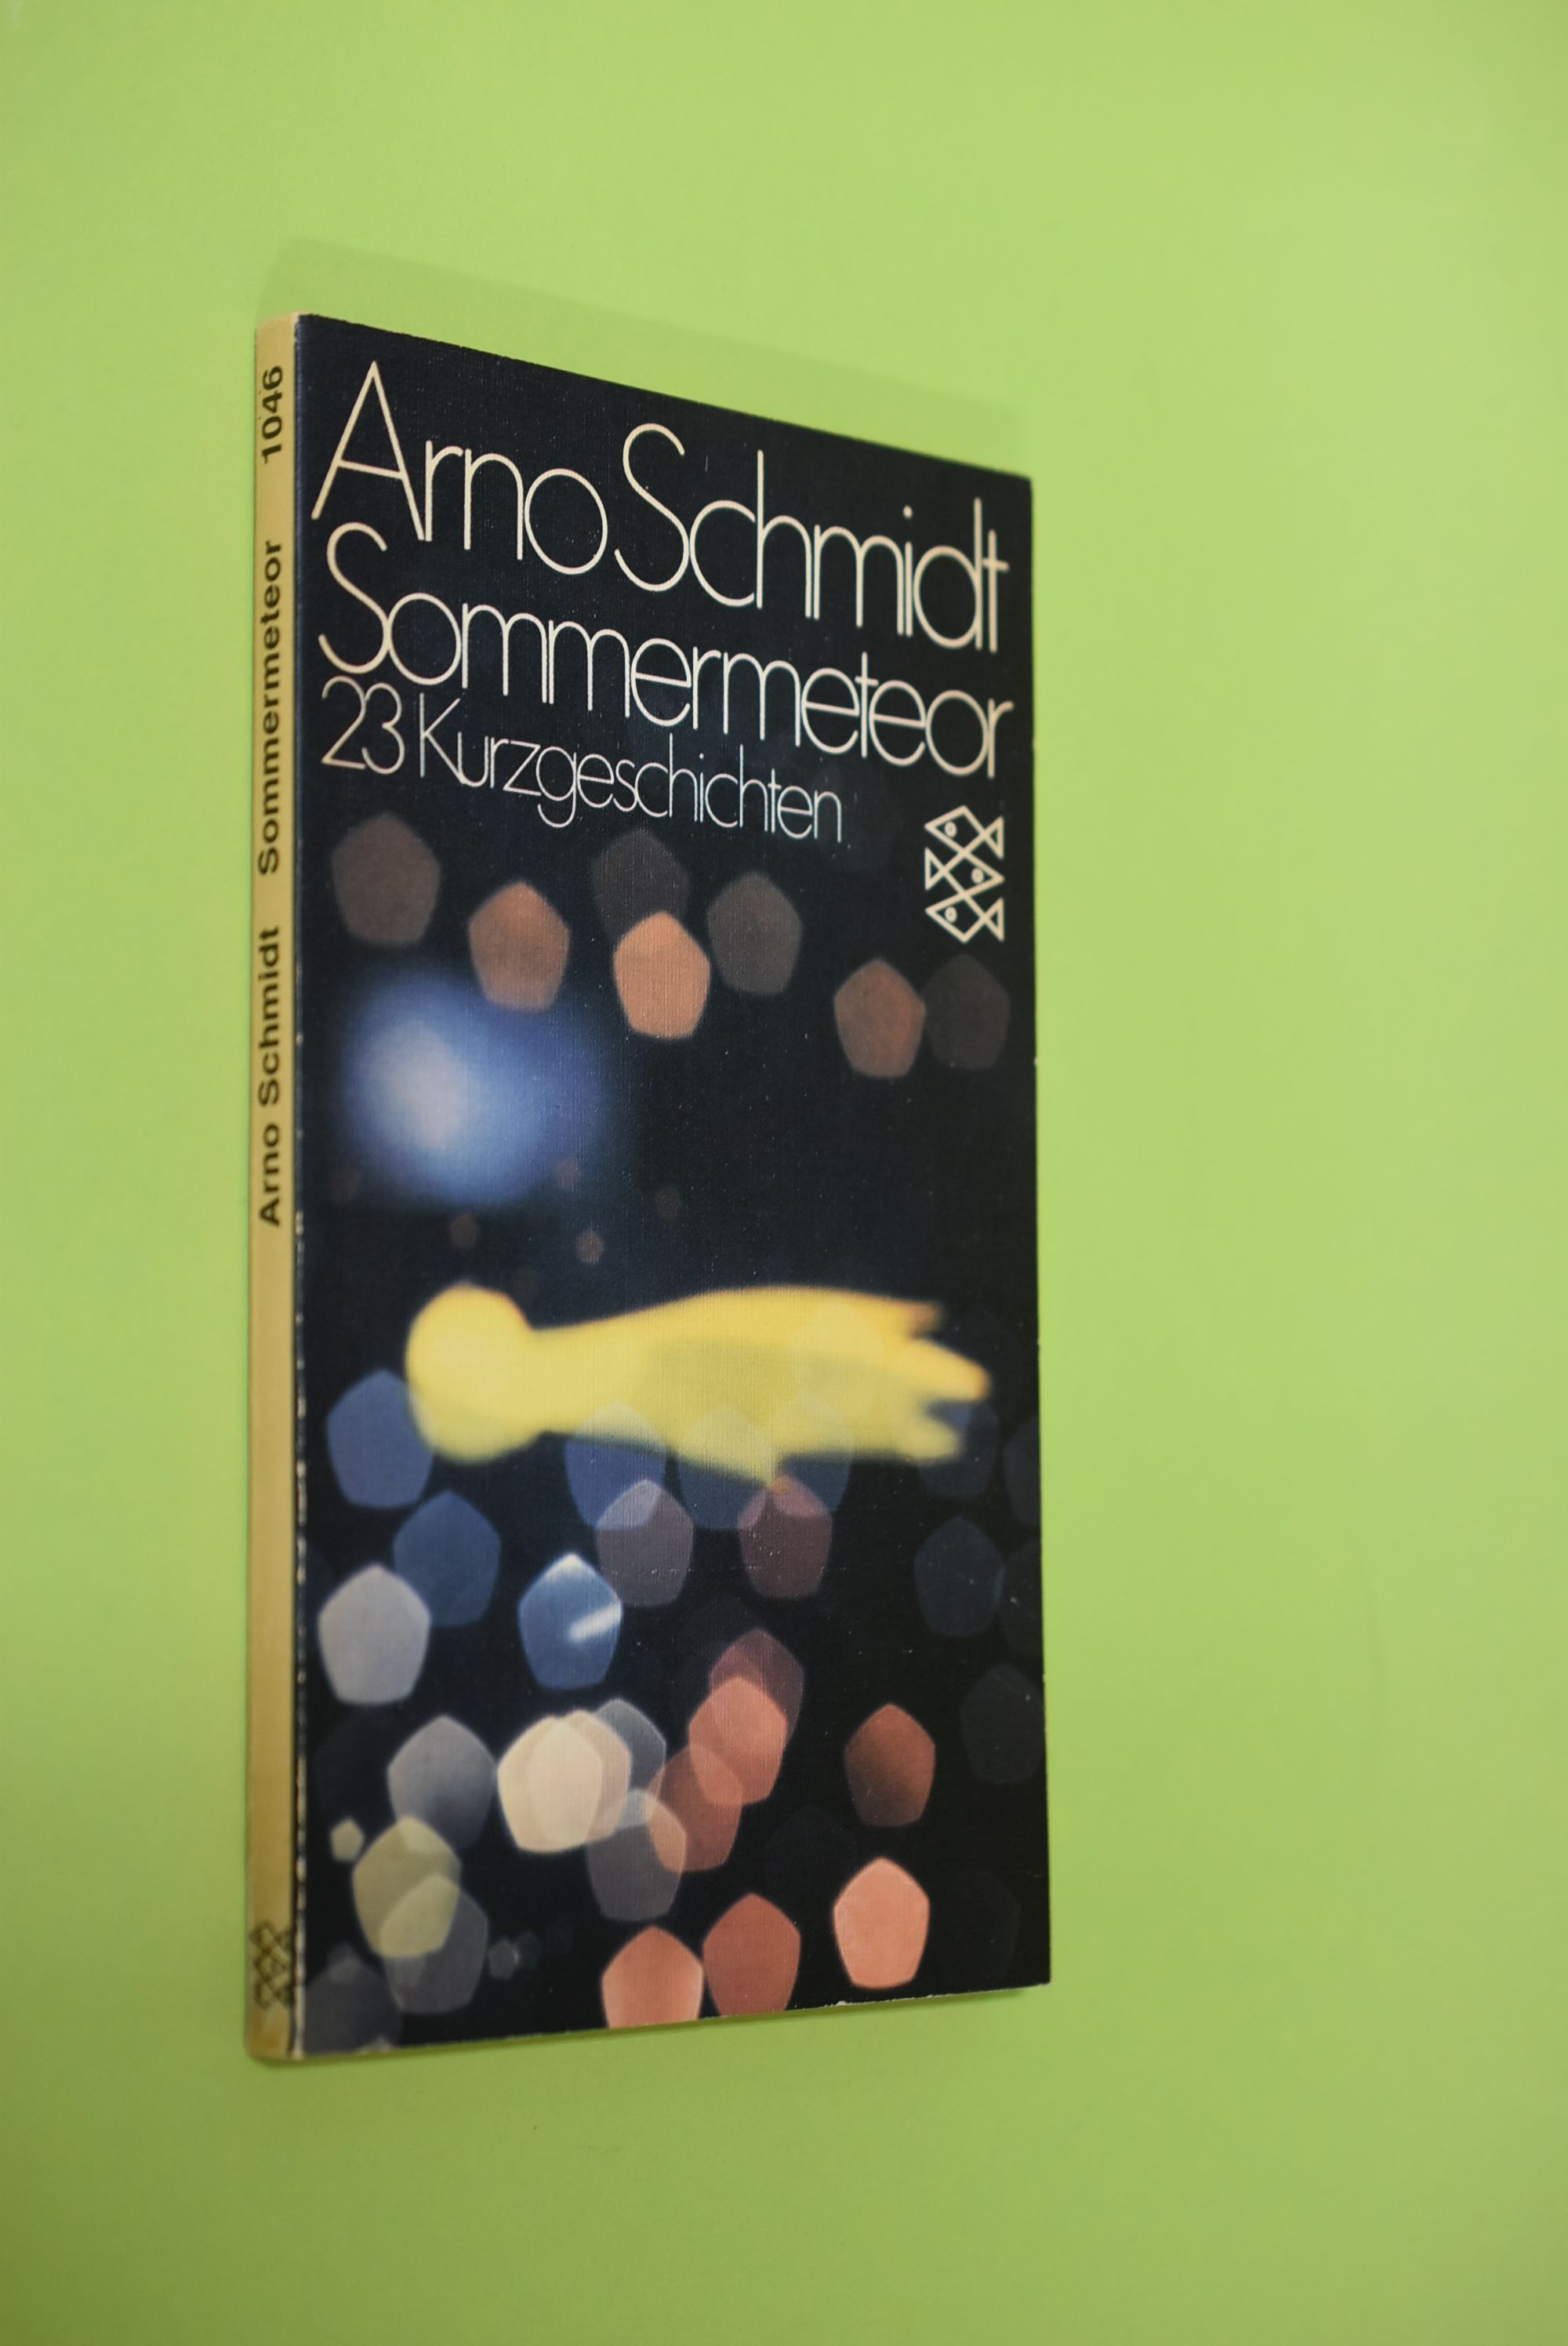 Arno Schmidt
Sommermeteor
23 Kurzgeschichten
Arno Schmidt Sommermeteor 1046